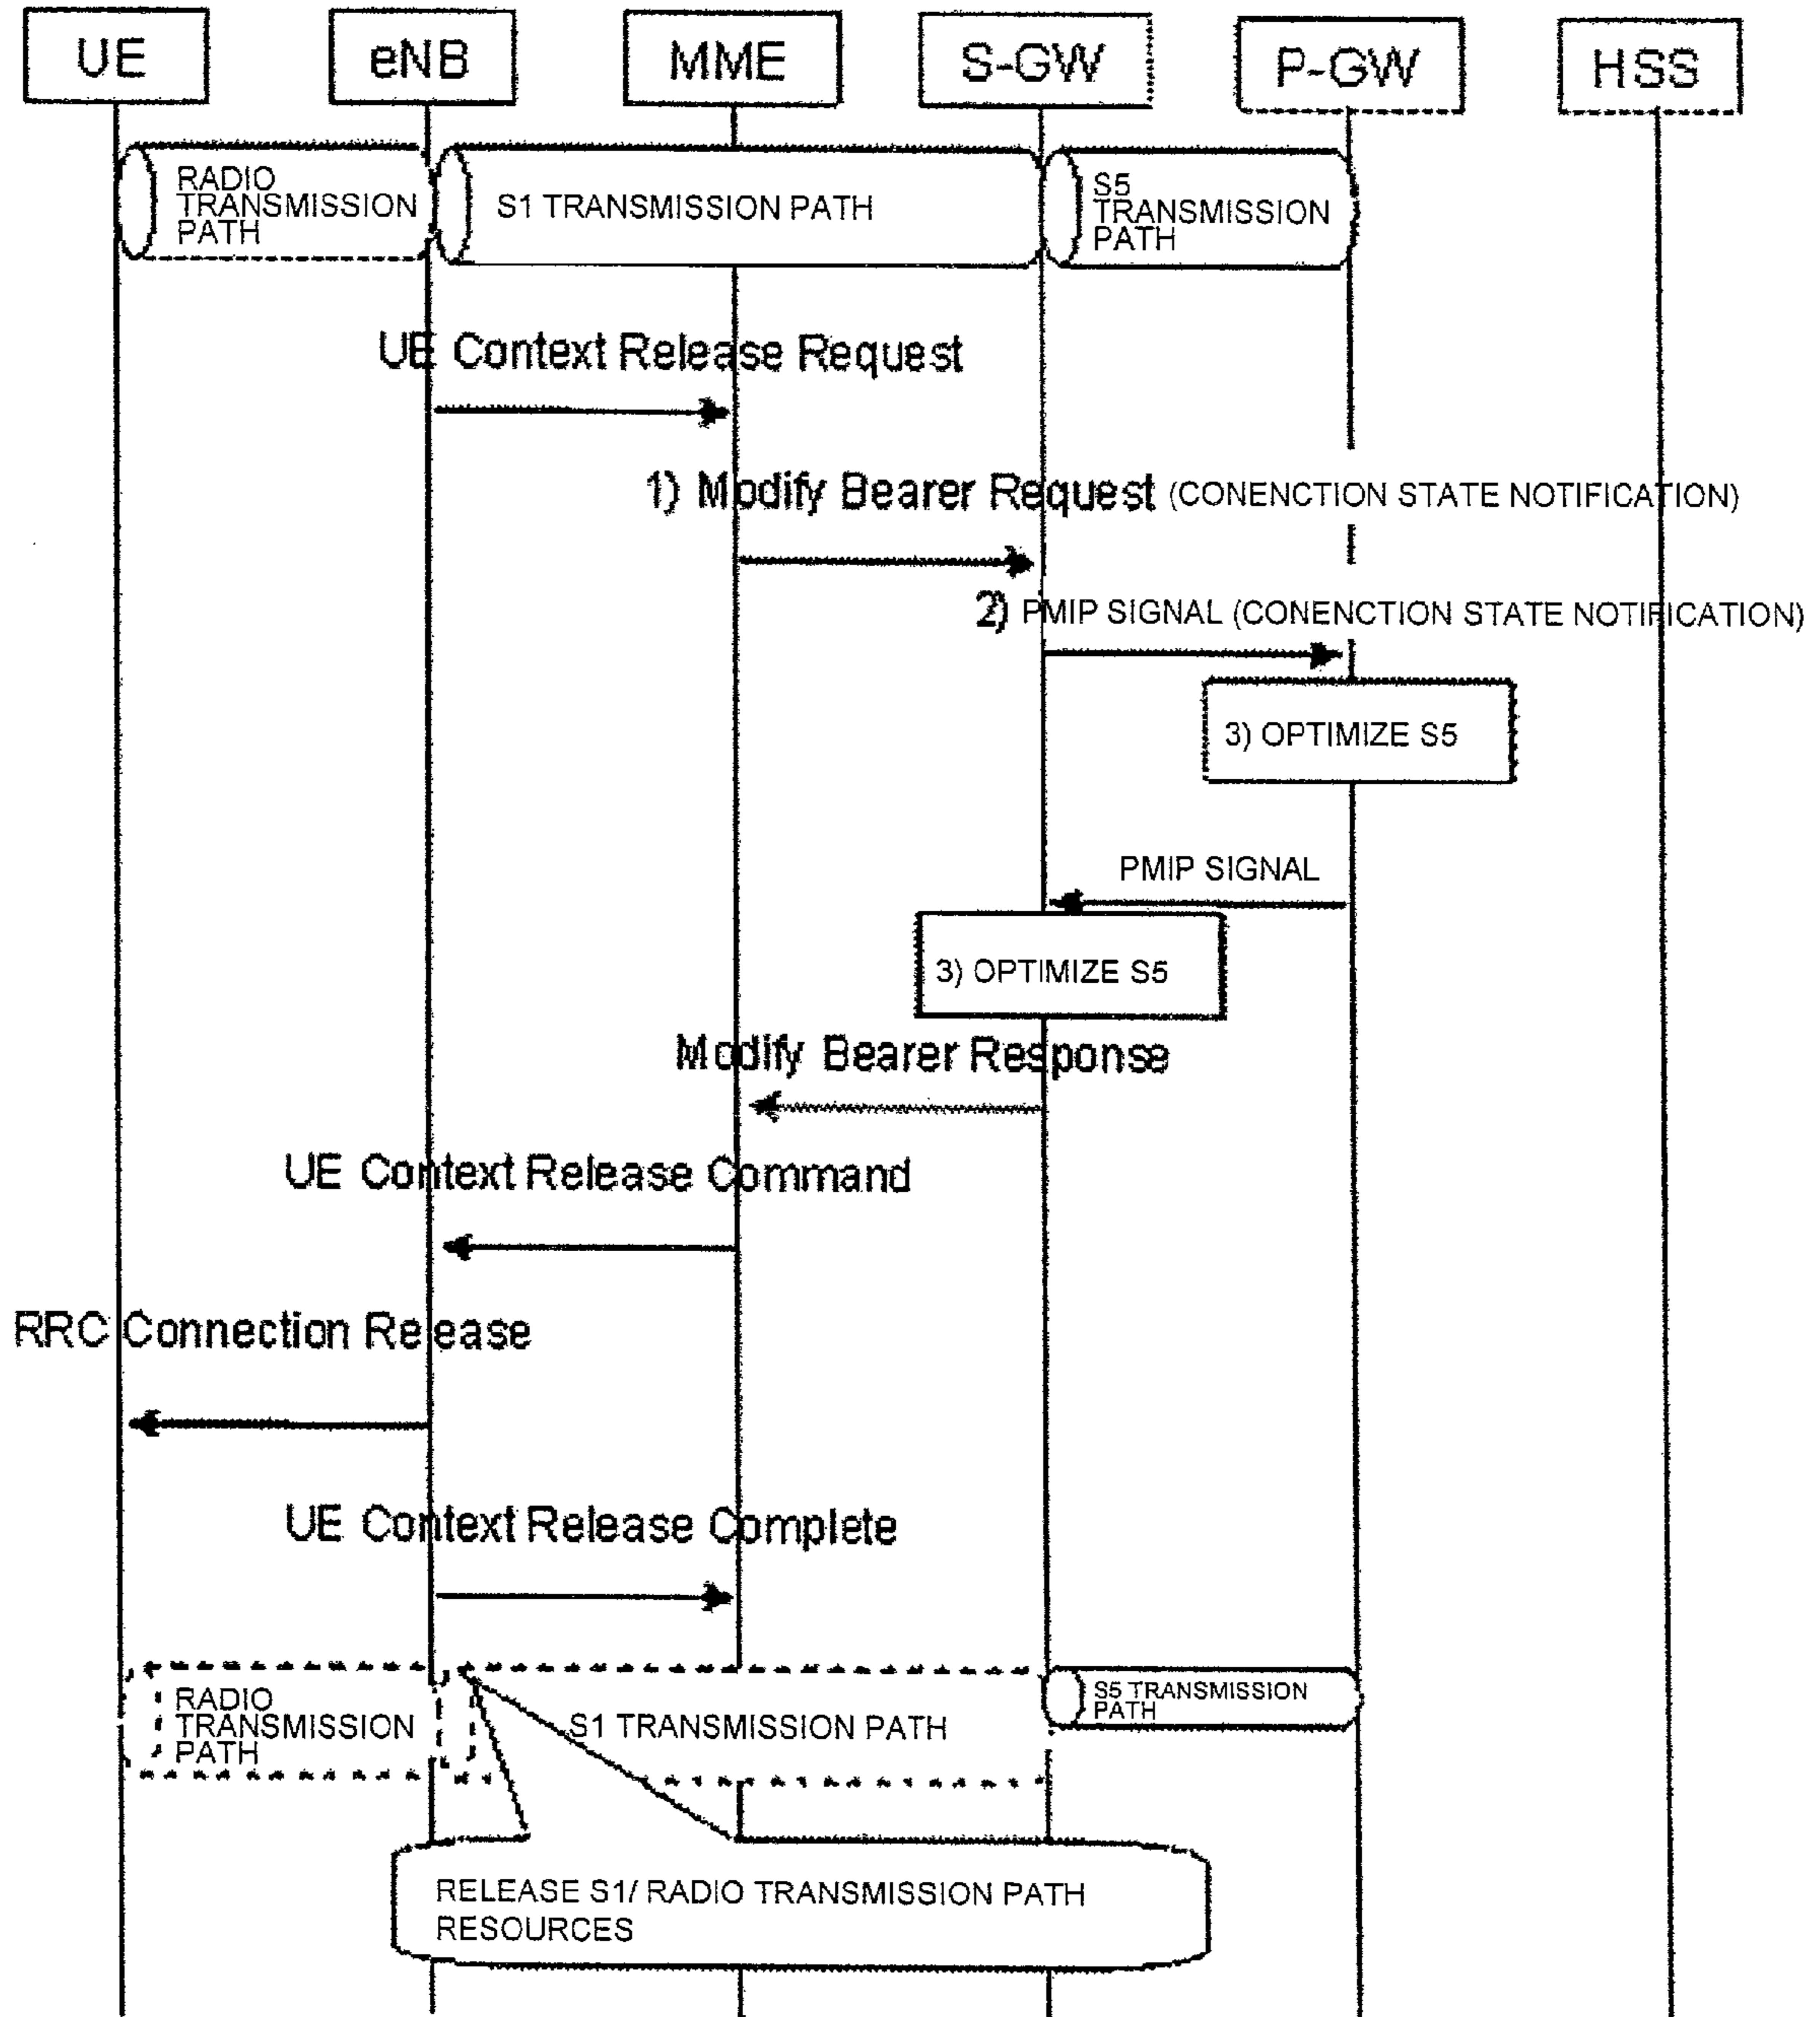 UE
eNB
MME
S-GW
P-GW
HSS
RADIO
TRANSMISSION
PATH
S1 TRANSMISSION PATH
S5
TRANSMISSION
PATH
UE Context Release Request
1) Modify Bearer Request (CONENCTION STATE NOTIFICATION)
2) PMIP SIGNAL (CONENCTION STATE NOTIFICATION)
3) OPTIMIZE S5
PMIP SIGNAL
3) OPTIMIZE S5
Modify Bearer Response
UE Context Release Command
RRC Connection Release
UE Context Release Complete
RADIO
TRANSMISSION
PATH
S1 TRANSMISSION PATH
S5 TRANSMISSION
PATH
RELEASE S1/ RADIO TRANSMISSION PATH
RESOURCES